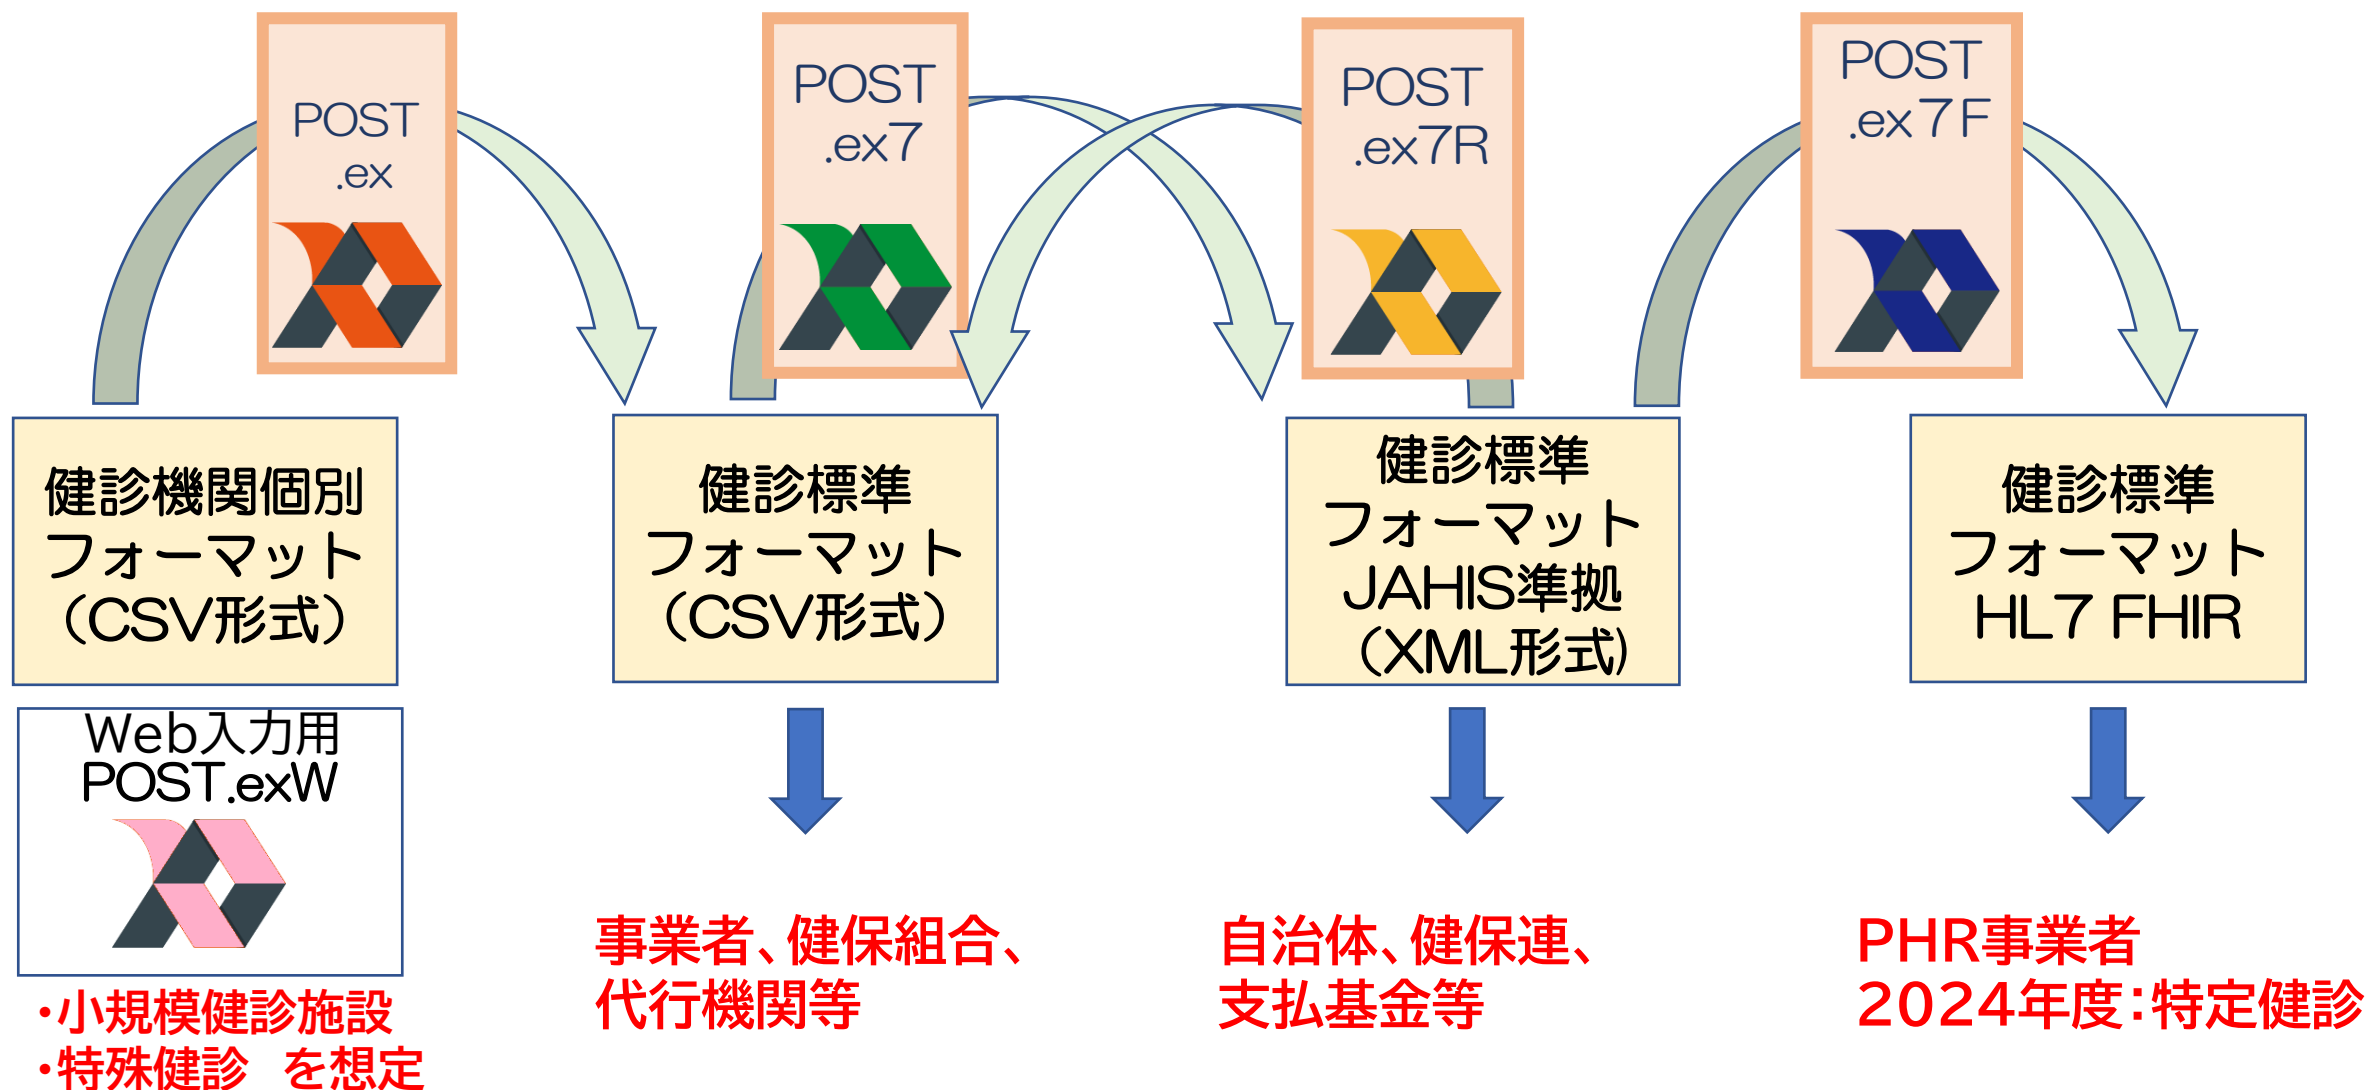 POST
.ex
POST
.ex7
POST
.ex7R
POST
.ex7F
健診機関個別
フォーマット
（CSV形式）
健診標準
フォーマット
（CSV形式）
健診標準
フォーマット
JAHIS準拠
（XML形式)
健診標準
フォーマット
HL7 FHIR
Web入力用
POST.exW
・小規模健診施設
・特殊健診　を想定
事業者、健保組合、
代行機関等
自治体、健保連、
支払基金等
PHR事業者
2024年度：特定健診